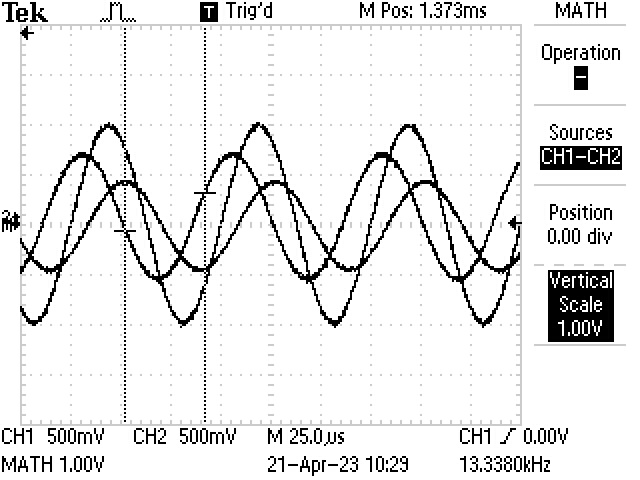 Tek T Trig'd M Pos: 1.373ms MATH
Operation
−
Sources
CH1−CH2
Position
0.00 div
Vertical
Scale
1.00V
CH1 500mV CH2 500mV M 25.0µs CH1 0.00V
MATH 1.00V 21−Apr−23 10:29 13.3380kHz